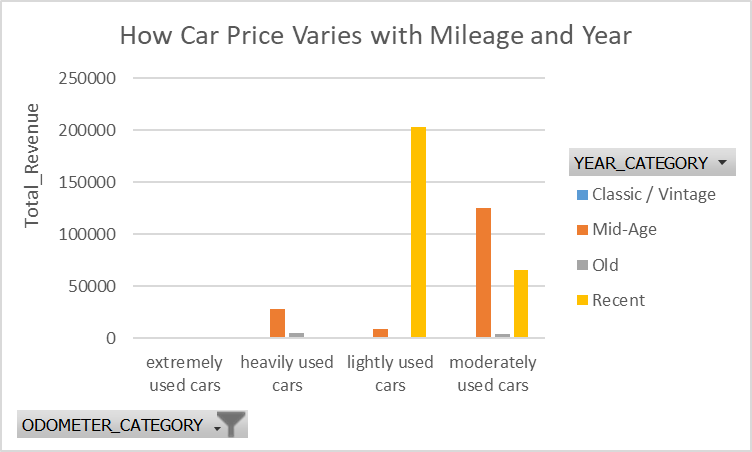 How Car Price Varies with Mileage and Year
Total_Revenue
250000
200000
150000
100000
50000
0
extremely used cars
heavily used cars
lightly used cars
moderately used cars
YEAR_CATEGORY
Classic / Vintage
Mid-Age
Old
Recent
ODOMETER_CATEGORY